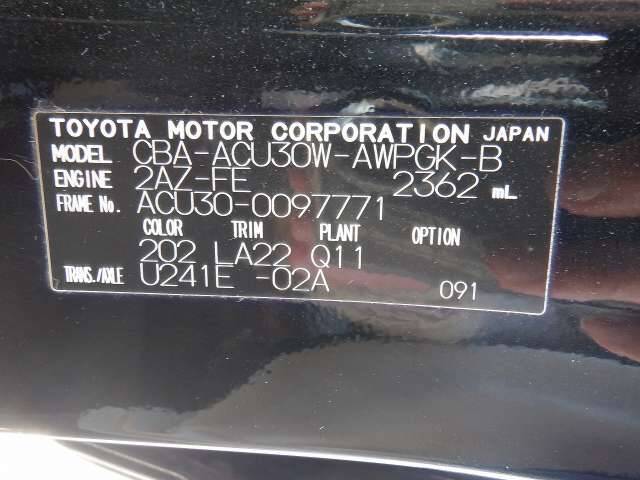 TOYOTA MOTOR CORPORATION JAPAN
MODEL CBA-ACU30W-AWPGK-B
ENGINE 2AZ-FE 2362 mL
FRAME No. ACU30-0097771
COLOR TRIM PLANT OPTION
202 LA22 Q11
TRANS./AXLE U241E -02A 091